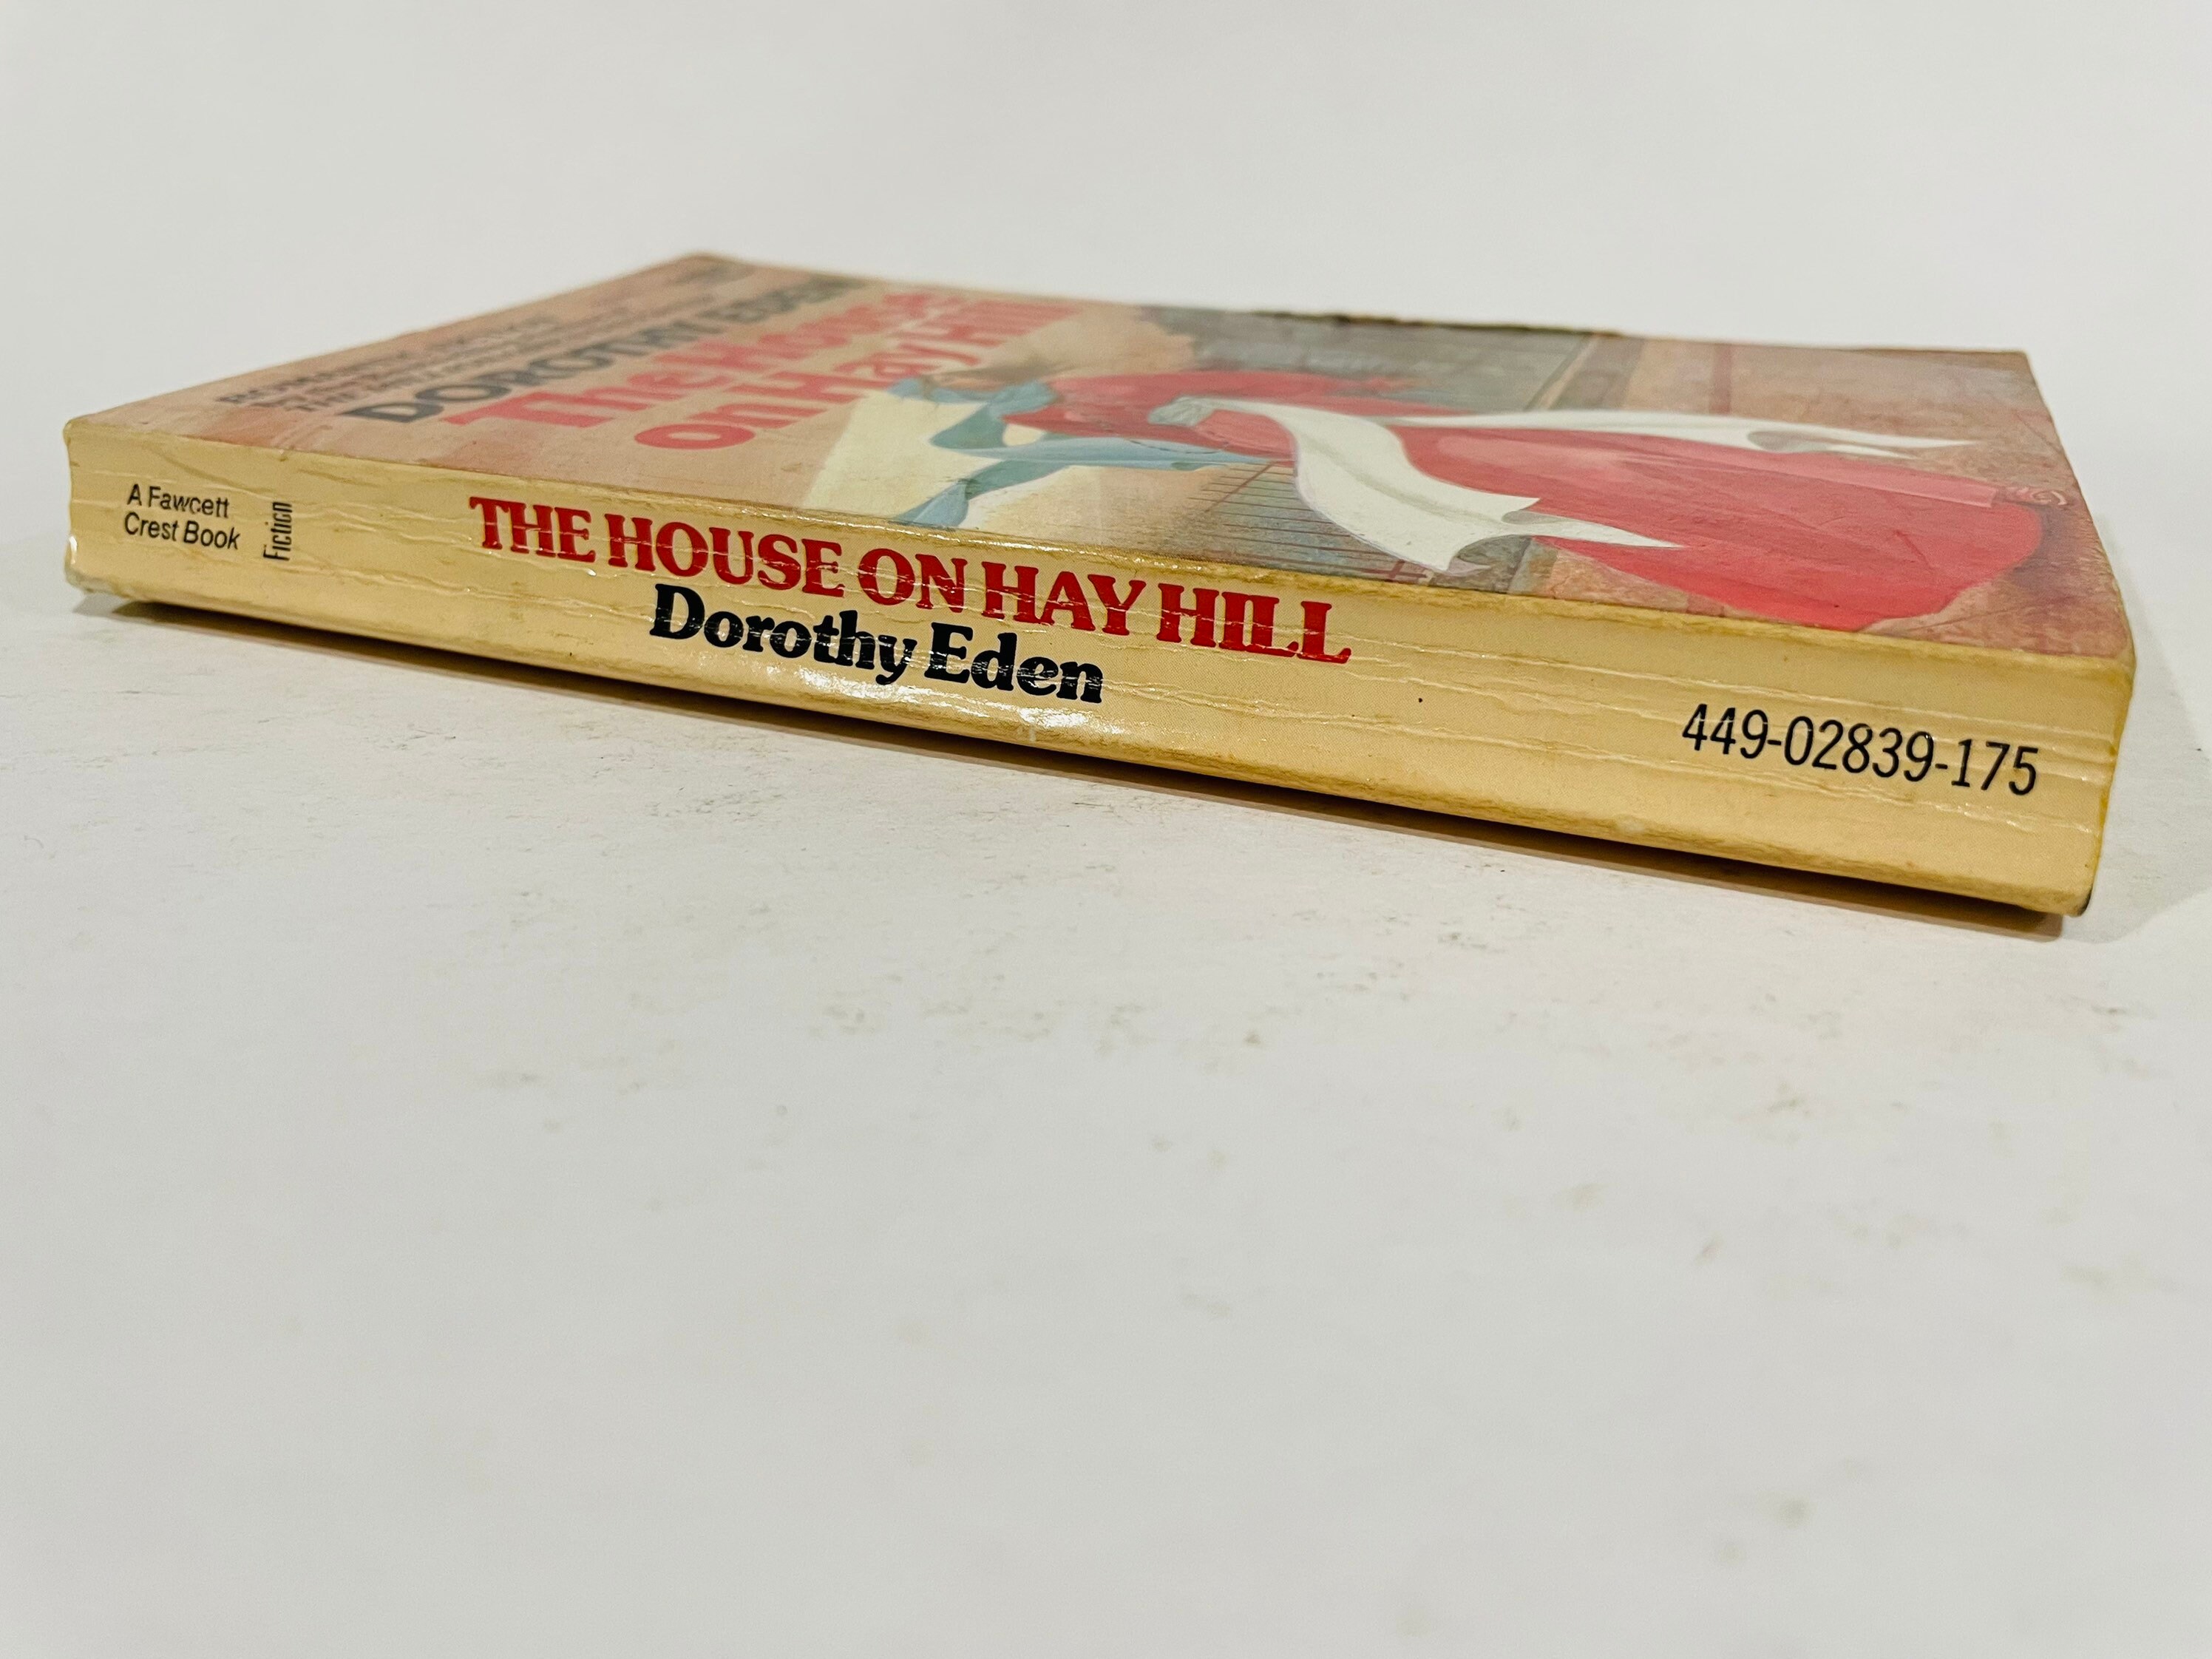 DOROTHY EDEN
The House
on Hay Hill
A Fawcett
Crest Book
Fiction
THE HOUSE ON HAY HILL
Dorothy Eden
449-02839-175